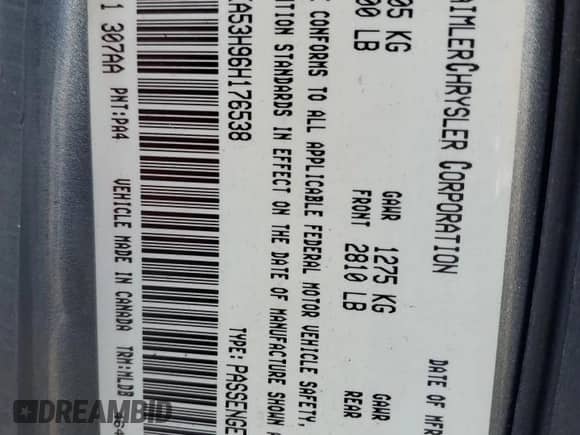 AIMLERCHRYSLER CORPORATION
DATE OF MFR
05 KG
00 LB
GAWR FRONT
1275 KG
2810 LB
GAWR
REAR
CONFORMS TO ALL APPLICABLE FEDERAL MOTOR VEHICLE SAFETY,
TION STANDARDS IN EFFECT ON THE DATE OF MANUFACTURE SHOWN A
A53H96H176538
TYPE:PASSENGE
1 307AA PNT:PA4 VEHICLE MADE IN CANADA TRM:MLDB
DREAMBID